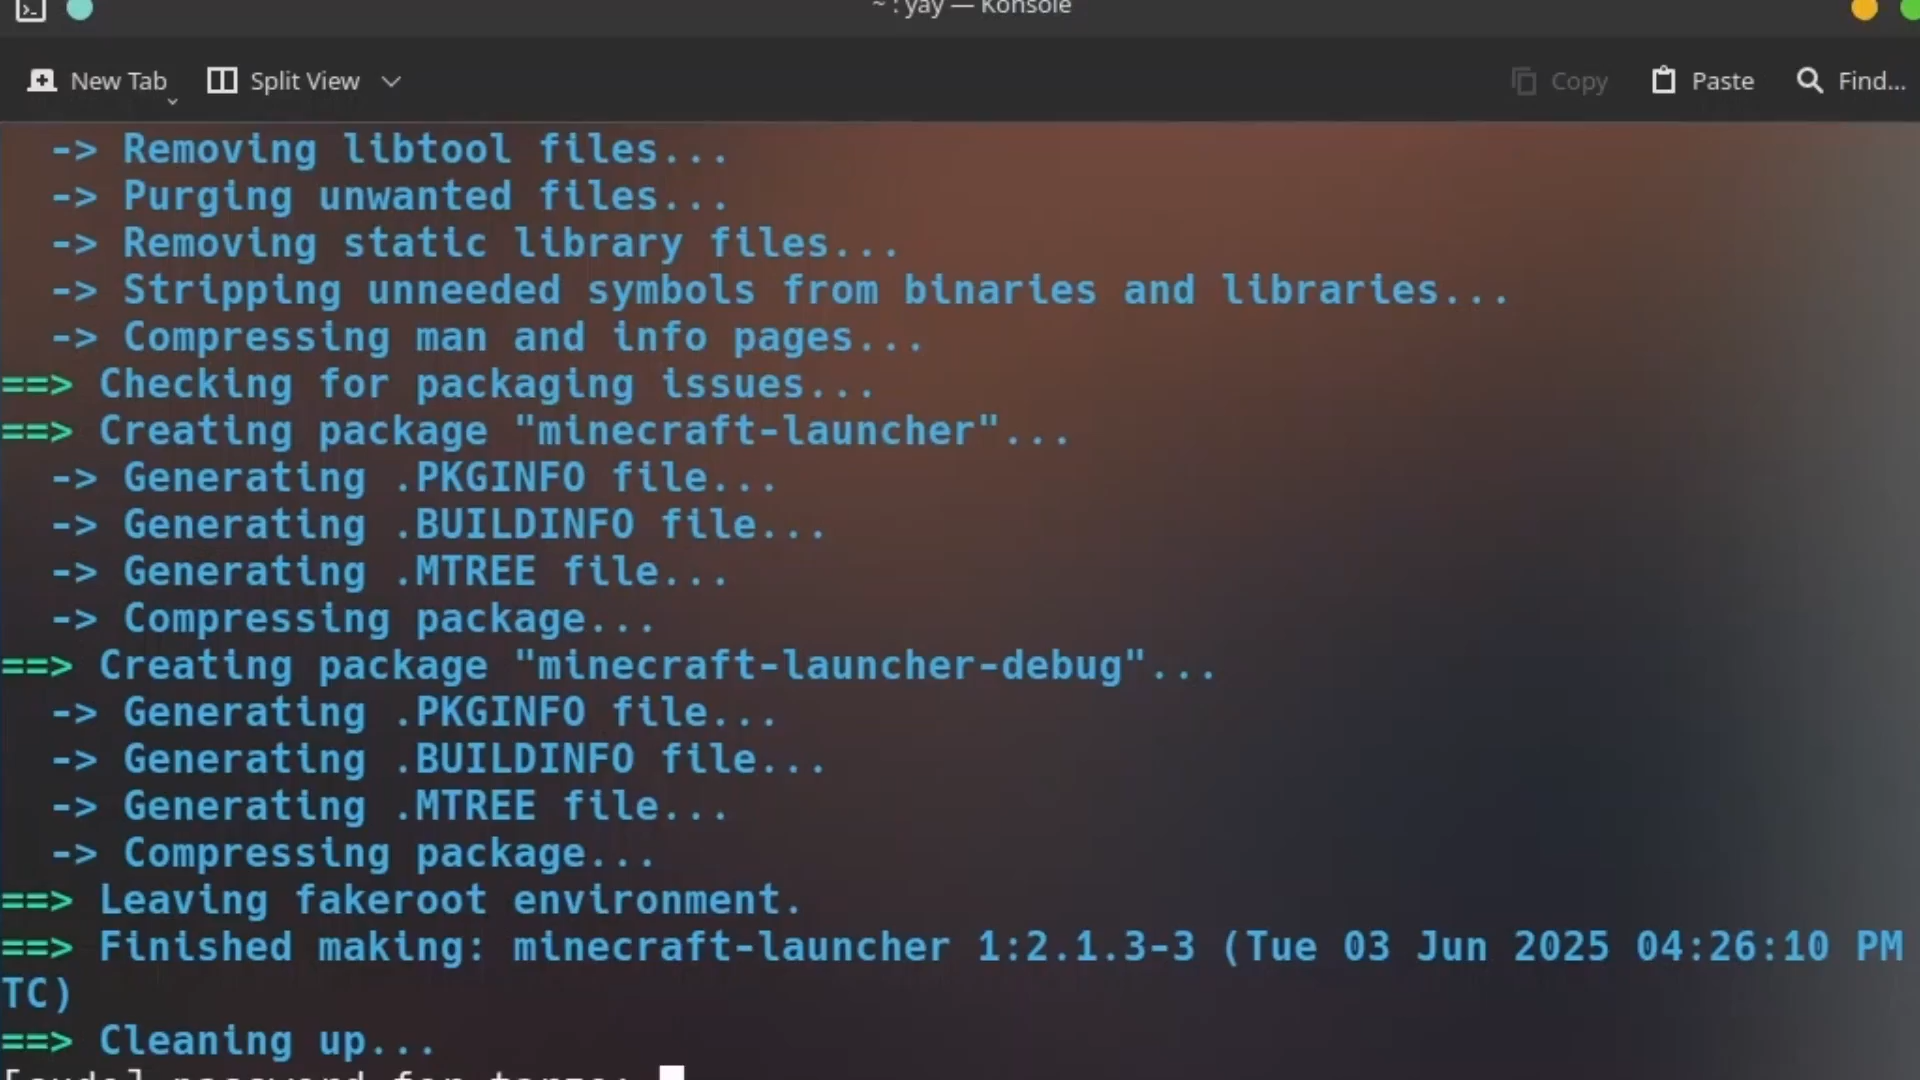 ~ : yay — Konsole
New Tab Split View Copy Paste Find...
-> Removing libtool files...
-> Purging unwanted files...
-> Removing static library files...
-> Stripping unneeded symbols from binaries and libraries...
-> Compressing man and info pages...
==> Checking for packaging issues...
==> Creating package "minecraft-launcher"...
-> Generating .PKGINFO file...
-> Generating .BUILDINFO file...
-> Generating .MTREE file...
-> Compressing package...
==> Creating package "minecraft-launcher-debug"...
-> Generating .PKGINFO file...
-> Generating .BUILDINFO file...
-> Generating .MTREE file...
-> Compressing package...
==> Leaving fakeroot environment.
==> Finished making: minecraft-launcher 1:2.1.3-3 (Tue 03 Jun 2025 04:26:10 PM
TC)
==> Cleaning up...
[sudo] password for